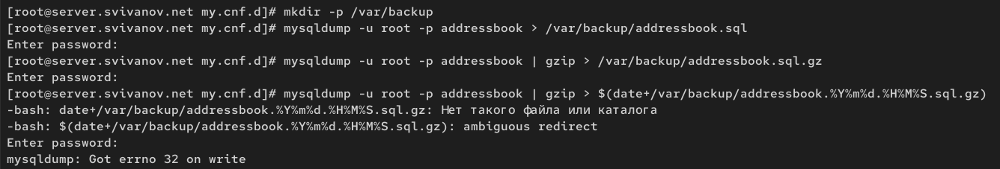 [root@server.svivanov.net my.cnf.d]# mkdir -p /var/backup
[root@server.svivanov.net my.cnf.d]# mysqldump -u root -p addressbook > /var/backup/addressbook.sql
Enter password:
[root@server.svivanov.net my.cnf.d]# mysqldump -u root -p addressbook | gzip > /var/backup/addressbook.sql.gz
Enter password:
[root@server.svivanov.net my.cnf.d]# mysqldump -u root -p addressbook | gzip > $(date+/var/backup/addressbook.%Y%m%d.%H%M%S.sql.gz)
-bash: date+/var/backup/addressbook.%Y%m%d.%H%M%S.sql.gz: Нет такого файла или каталога
-bash: $(date+/var/backup/addressbook.%Y%m%d.%H%M%S.sql.gz): ambiguous redirect
Enter password:
mysqldump: Got errno 32 on write